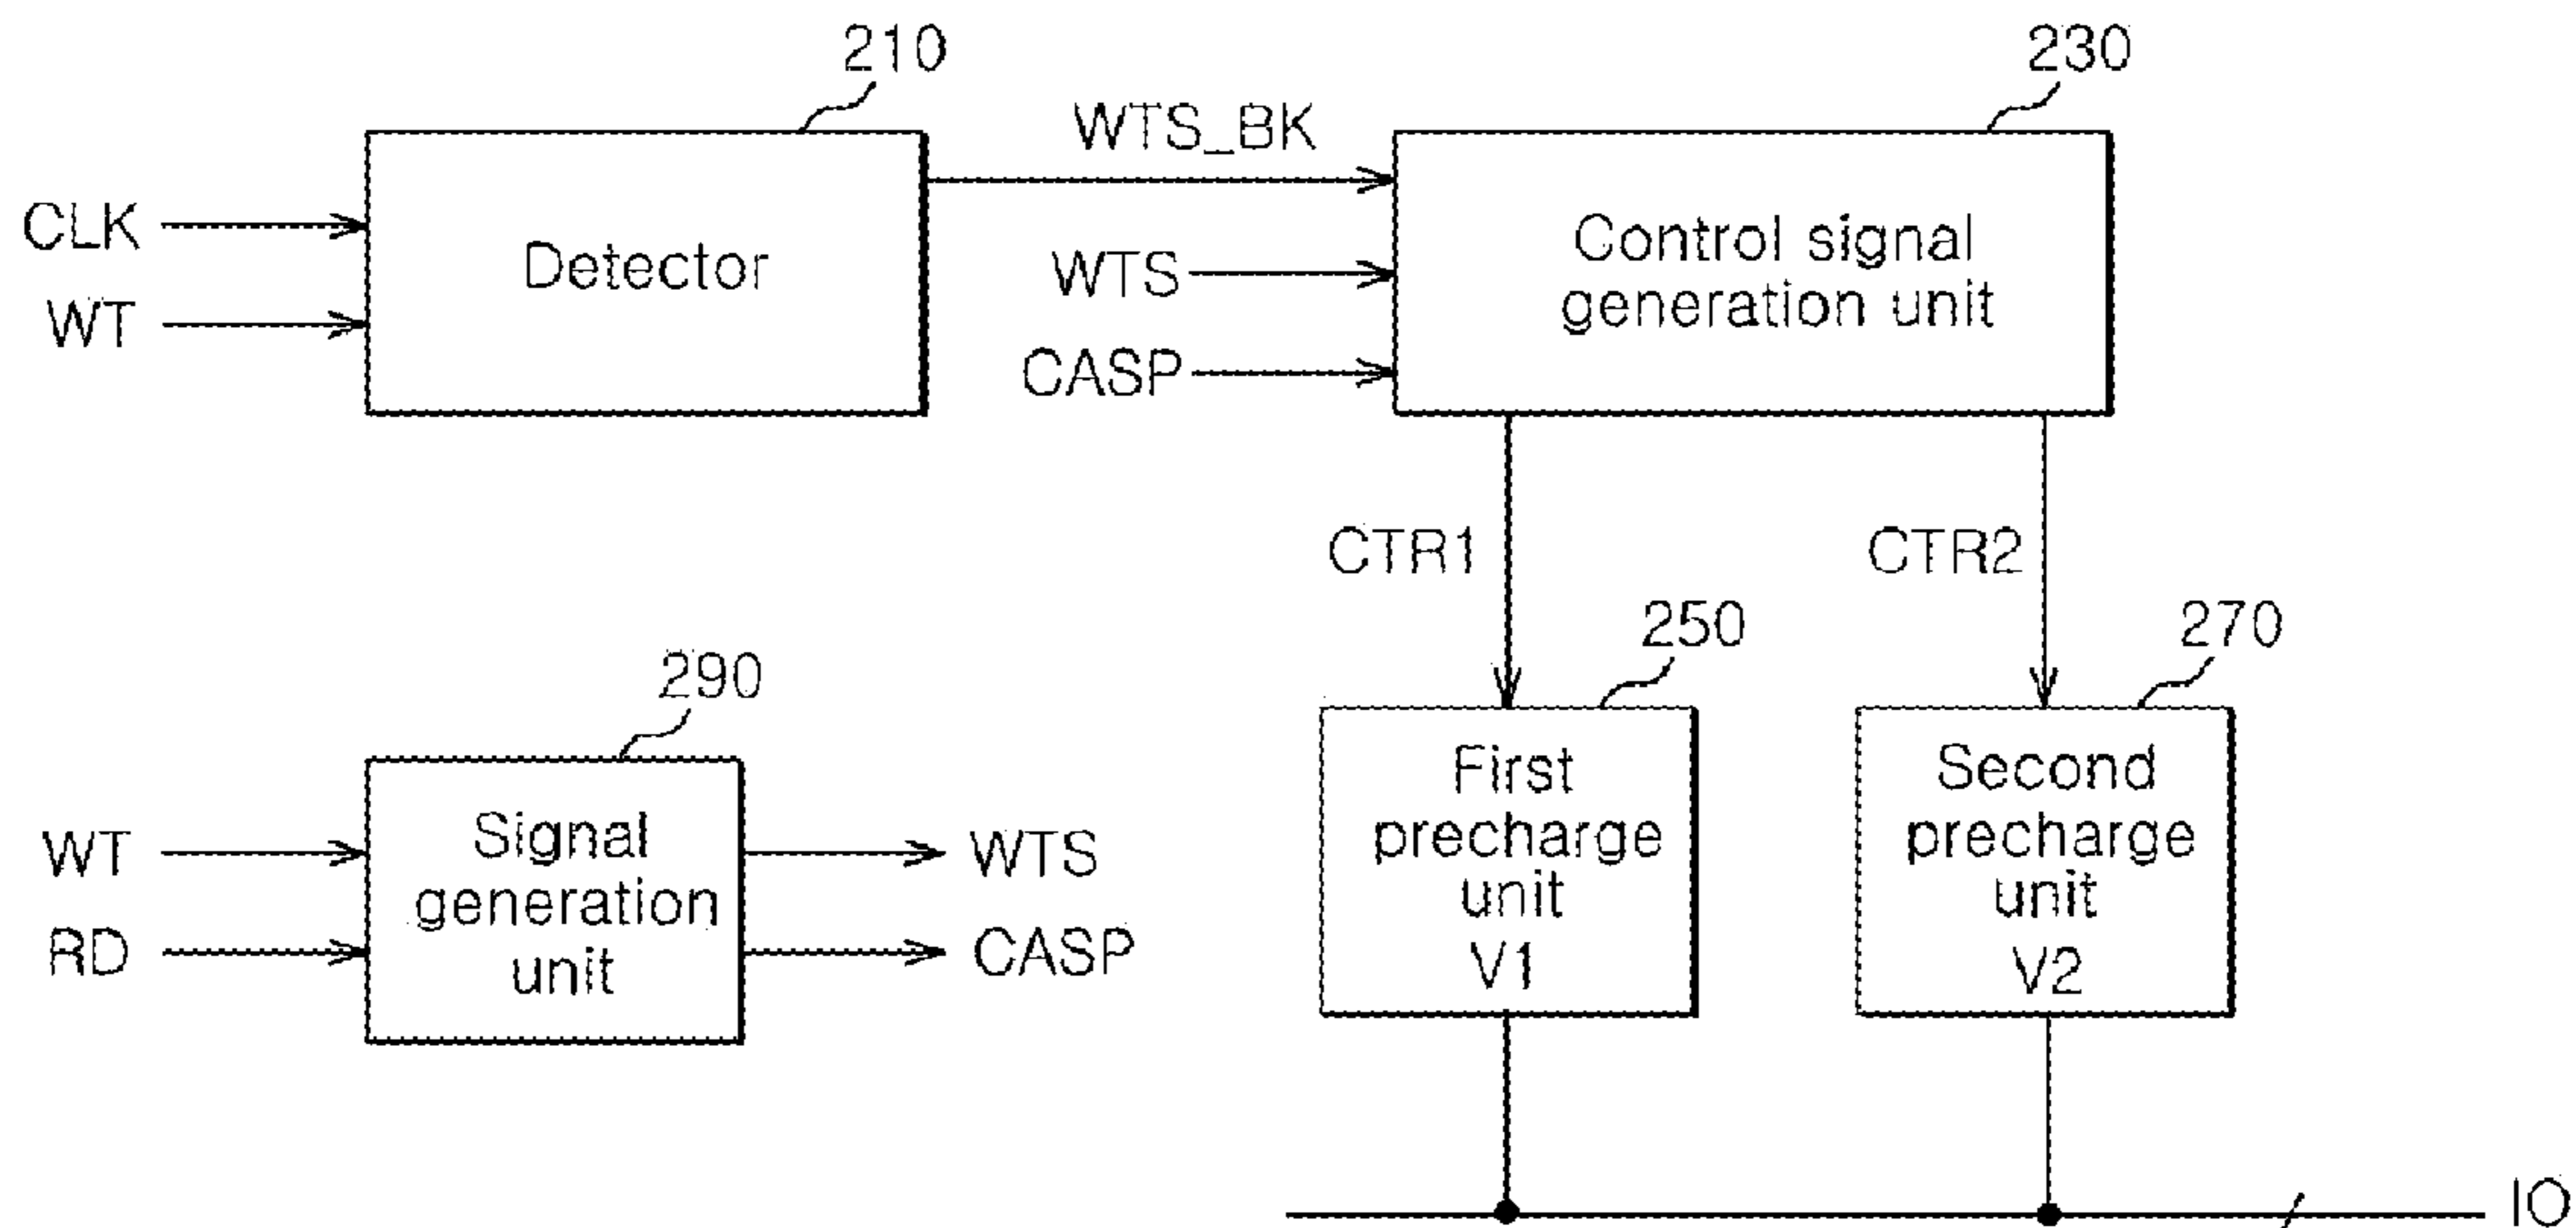 210
230
WTS_BK
CLK
WT
Detector
WTS
CASP
Control signal
generation unit
CTR1
CTR2
250
270
290
First
precharge
unit
V1
Second
precharge
unit
V2
WT
RD
Signal
generation
unit
WTS
CASP
IO